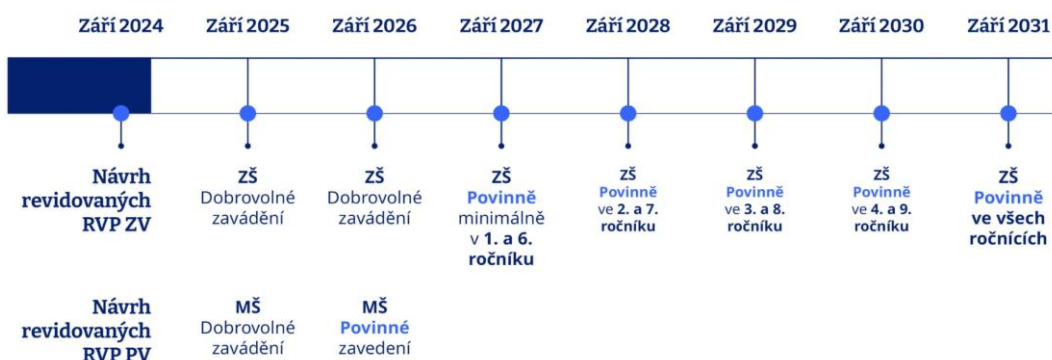 Září 2024
Září 2025
Září 2026
Září 2027
Září 2028
Září 2029
Září 2030
Září 2031
Návrh
revidovaných
RVP ZV
ZŠ
Dobrovolné
zavádění
ZŠ
Dobrovolné
zavádění
ZŠ
Povinně
minimálně
v 1. a 6.
ročníku
ZŠ
Povinně
ve 2. a 7.
ročníku
ZŠ
Povinně
ve 3. a 8.
ročníku
ZŠ
Povinně
ve 4. a 9.
ročníku
ZŠ
Povinně
ve všech
ročnících
Návrh
revidovaných
RVP PV
MŠ
Dobrovolné
zavádění
MŠ
Povinné
zavedení